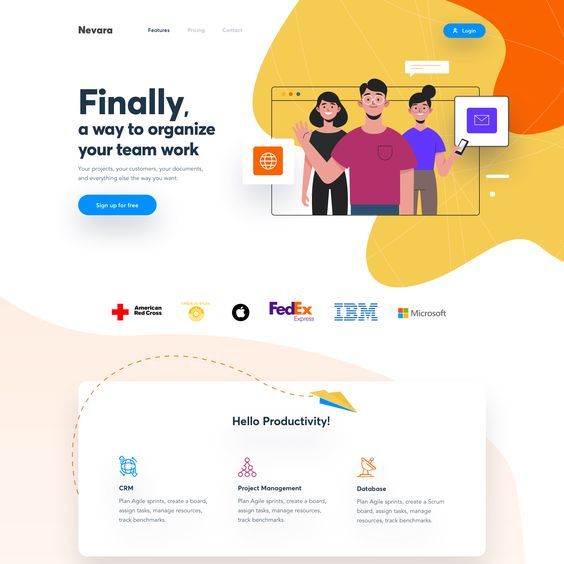 Nevara
Features
Pricing
Contact
Login
Finally,
a way to organize
your team work
Your projects, your customers, your documents,
and everything else the way you want.
Sign up for free
American
Red Cross
FedEx
Express
IBM
Microsoft
Hello Productivity!
CRM
Plan Agile sprints, create a board,
assign tasks, manage resources,
track benchmarks.
Project Management
Plan Agile sprints, create a board,
assign tasks, manage resources,
track benchmarks.
Database
Plan Agile sprints, create a Scrum
board, assign tasks, manage
resources, track benchmarks.